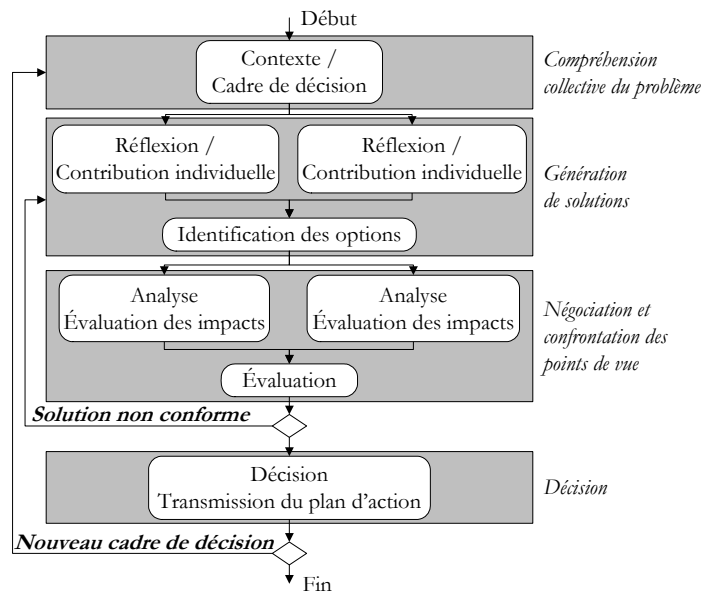 Début
Contexte /
Cadre de décision
Compréhension
collective du problème
Réflexion /
Contribution individuelle
Réflexion /
Contribution individuelle
Génération
de solutions
Identification des options
Analyse
Évaluation des impacts
Analyse
Évaluation des impacts
Négociation et
confrontation des
points de vue
Évaluation
Solution non conforme
Décision
Transmission du plan d'action
Décision
Nouveau cadre de décision
Fin